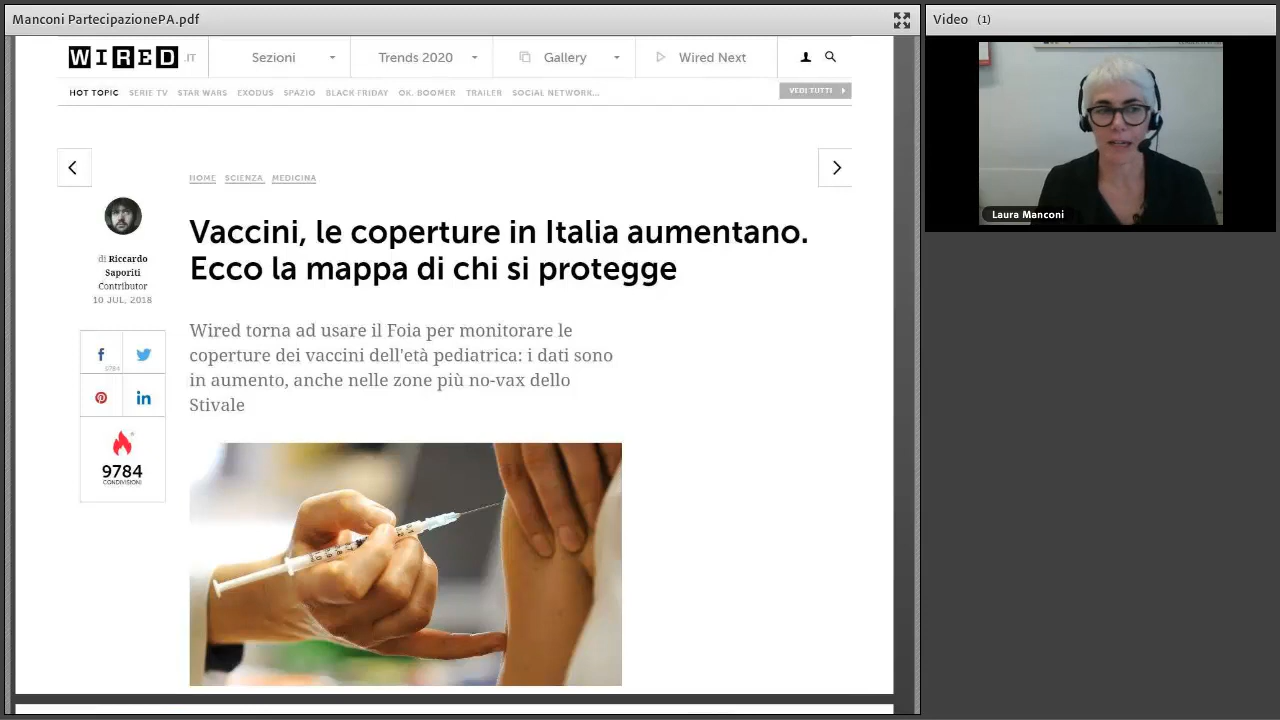 Manconi PartecipazionePA.pdf
Video (1)
WIRED.IT
Sezioni
Trends 2020
Gallery
Wired Next
HOT TOPIC SERIE TV STAR WARS EXODUS SPAZIO BLACK FRIDAY OK, BOOMER TRAILER SOCIAL NETWORK...
VEDI TUTTI
Laura Manconi
HOME SCIENZA MEDICINA
Vaccini, le coperture in Italia aumentano.
Ecco la mappa di chi si protegge
di Riccardo
Saporiti
Contributor
10 JUL, 2018
Wired torna ad usare il Foia per monitorare le
coperture dei vaccini dell'età pediatrica: i dati sono
in aumento, anche nelle zone più no-vax dello
Stivale
9784
9784
CONDIVISIONI